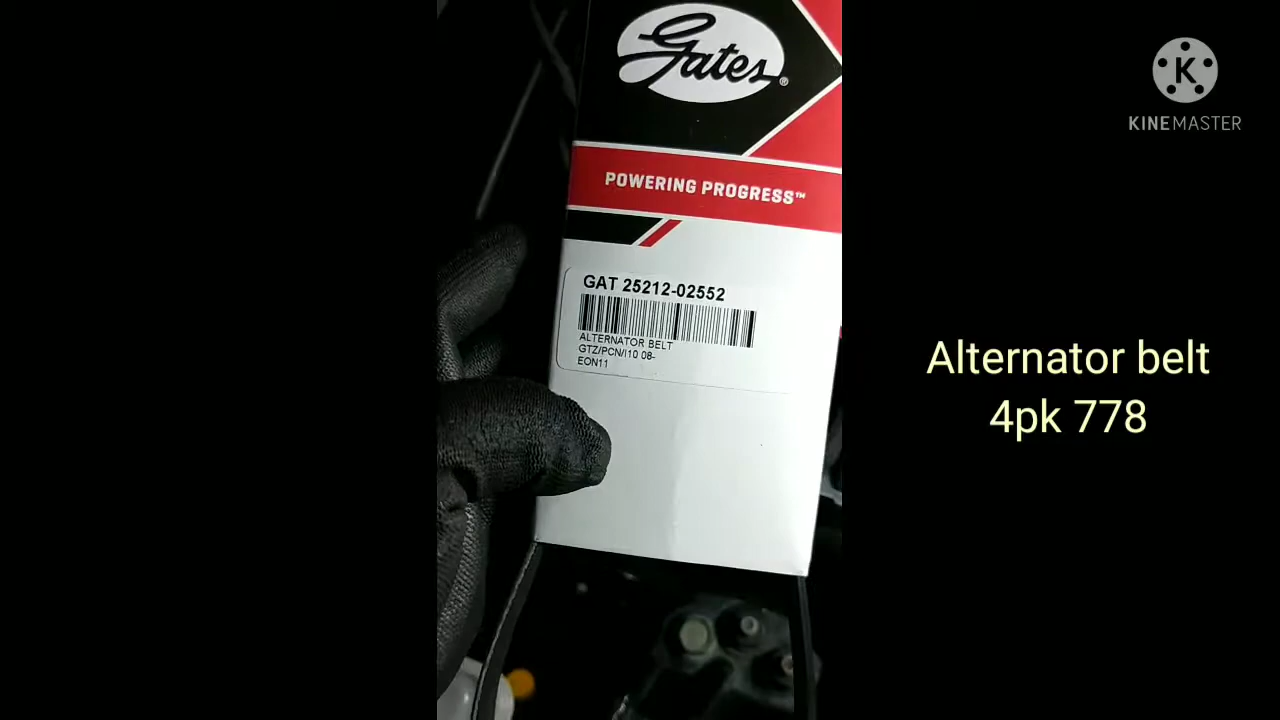 Gates®
POWERING PROGRESS™
GAT 25212-02552
ALTERNATOR BELT
GTZ/PCN/I10 08-
EON11
K
KINEMASTER
Alternator belt
4pk 778